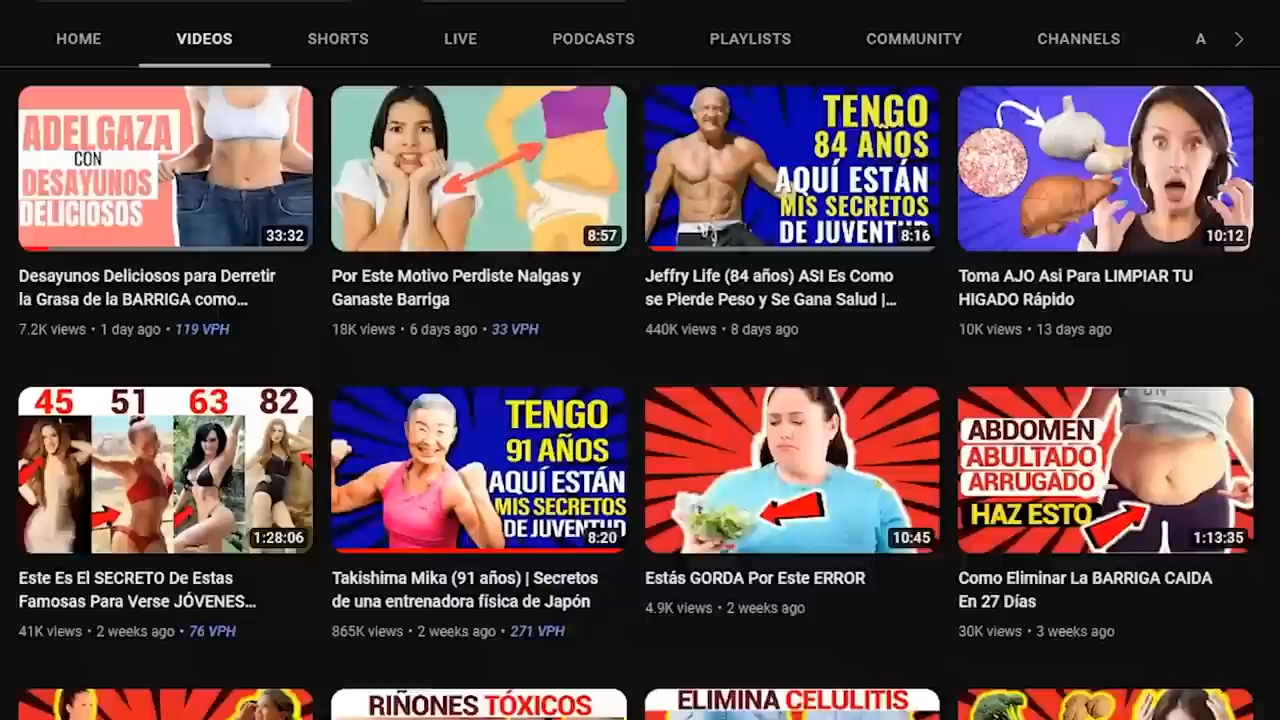 HOME
VIDEOS
SHORTS
LIVE
PODCASTS
PLAYLISTS
COMMUNITY
CHANNELS
A
ADELGAZA
CON
DESAYUNOS
DELICIOSOS
33:32
8:57
TENGO
84 AÑOS
AQUÍ ESTÁN
MIS SECRETOS
DE JUVENTUD
8:16
10:12
Desayunos Deliciosos para Derretir
la Grasa de la BARRIGA como...
7.2K views • 1 day ago • 119 VPH
Por Este Motivo Perdiste Nalgas y
Ganaste Barriga
18K views • 6 days ago • 33 VPH
Jeffry Life (84 años) ASI Es Como
se Pierde Peso y Se Gana Salud |...
440K views • 8 days ago
Toma AJO Asi Para LIMPIAR TU
HIGADO Rápido
10K views • 13 days ago
45 51 63 82
1:28:06
TENGO
91 AÑOS
AQUÍ ESTÁN
MIS SECRETOS
DE JUVENTUD
8:20
10:45
ABDOMEN
ABULTADO
ARRUGADO
HAZ ESTO
1:13:35
Este Es El SECRETO De Estas
Famosas Para Verse JÓVENES...
41K views • 2 weeks ago • 76 VPH
Takishima Mika (91 años) | Secretos
de una entrenadora física de Japón
865K views • 2 weeks ago • 271 VPH
Estás GORDA Por Este ERROR
4.9K views • 2 weeks ago
Como Eliminar La BARRIGA CAIDA
En 27 Días
30K views • 3 weeks ago
RIÑONES TÓXICOS
ELIMINA CELULITIS